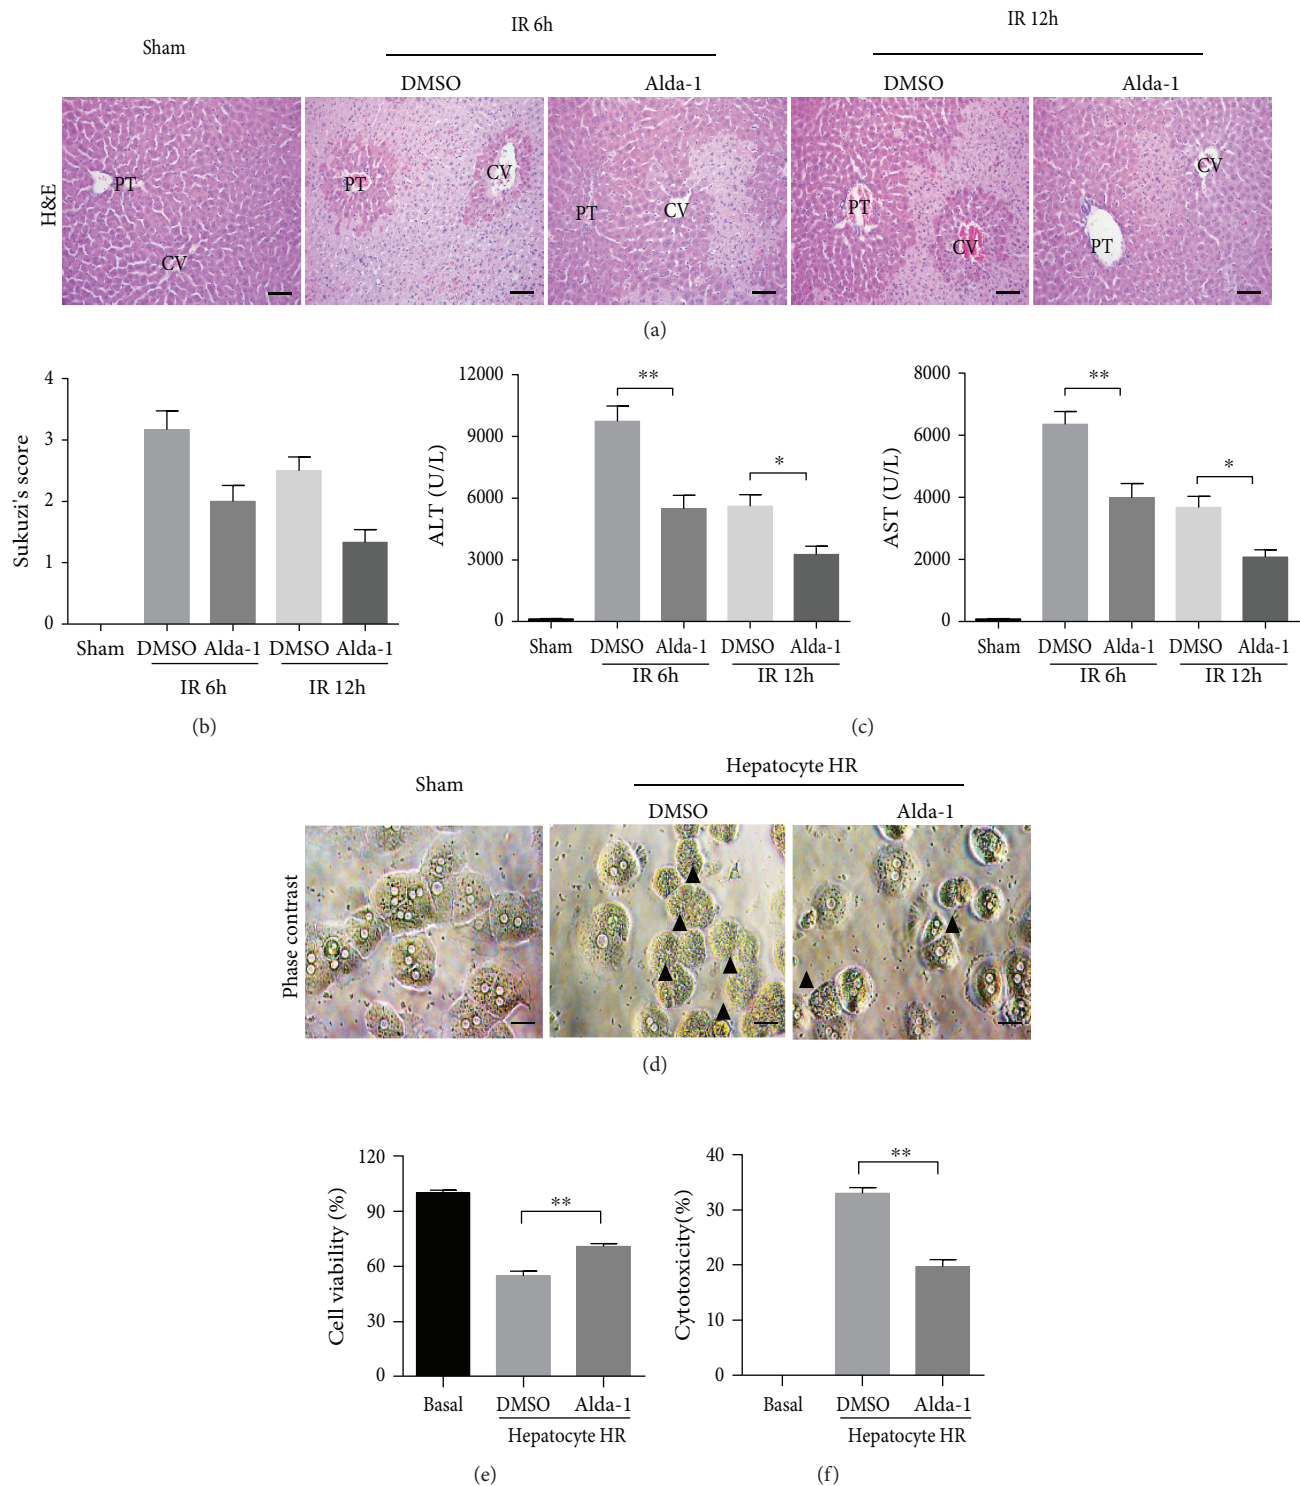 IR 6h
IR 12h
Sham
DMSO
Alda-1
DMSO
Alda-1
H&E
PT
CV
PT
CV
PT
CV
PT
CV
PT
CV
(a)
Sukuzi's score
4
3
2
1
0
Sham
DMSO
Alda-1
DMSO
Alda-1
IR 6h
IR 12h
(b)
ALT (U/L)
12000
9000
6000
3000
0
**
*
Sham
DMSO
Alda-1
DMSO
Alda-1
IR 6h
IR 12h
AST (U/L)
8000
6000
4000
2000
0
**
*
Sham
DMSO
Alda-1
DMSO
Alda-1
IR 6h
IR 12h
(c)
Sham
Hepatocyte HR
DMSO
Alda-1
Phase contrast
(d)
Cell viability (%)
120
90
60
30
0
**
Basal
DMSO
Alda-1
Hepatocyte HR
(e)
Cytotoxicity(%)
40
30
20
10
0
**
Basal
DMSO
Alda-1
Hepatocyte HR
(f)